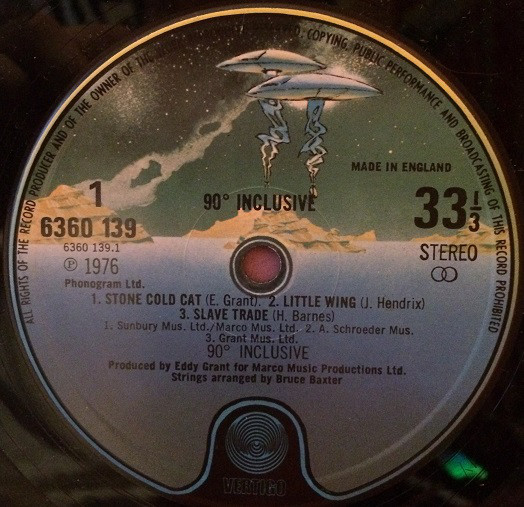 ALL RIGHTS OF THE RECORD PRODUCER AND OF THE OWNER OF THE
D. COPYING, PUBLIC PERFORMANCE AND BROADCASTING OF THIS RECORD PROHIBITED
MADE IN ENGLAND
1
90° INCLUSIVE
33 1/3
6360 139
6360 139.1
STEREO
Ⓟ 1976
Phonogram Ltd.
1. STONE COLD CAT (E. Grant). 2. LITTLE WING (J. Hendrix)
3. SLAVE TRADE (H. Barnes)
1. Sunbury Mus. Ltd./Marco Mus. Ltd. 2. A. Schroeder Mus.
3. Grant Mus. Ltd.
90° INCLUSIVE
Produced by Eddy Grant for Marco Music Productions Ltd.
Strings arranged by Bruce Baxter
VERTIGO